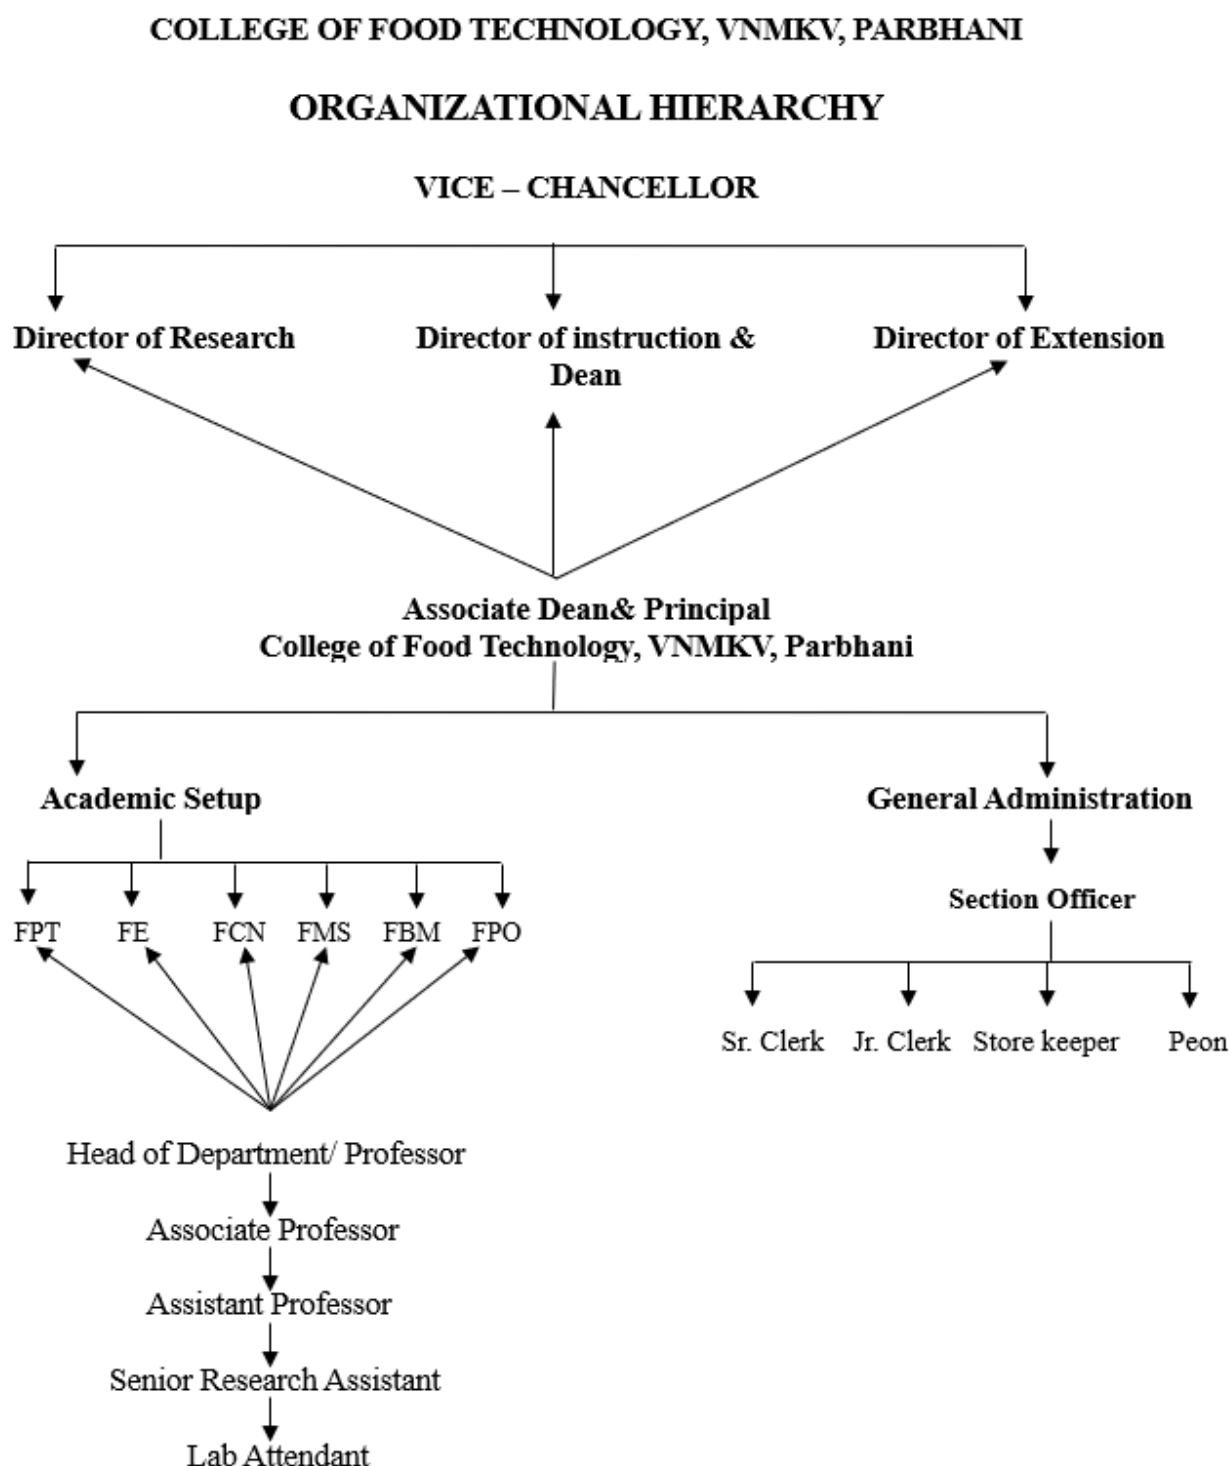 COLLEGE OF FOOD TECHNOLOGY, VNMKV, PARBHANI
ORGANIZATIONAL HIERARCHY
VICE – CHANCELLOR
Director of Research
Director of instruction &
Dean
Director of Extension
Associate Dean& Principal
College of Food Technology, VNMKV, Parbhani
Academic Setup
General Administration
FPT FE FCN FMS FBM FPO
Section Officer
Sr. Clerk Jr. Clerk Store keeper Peon
Head of Department/ Professor
Associate Professor
Assistant Professor
Senior Research Assistant
Lab Attendant